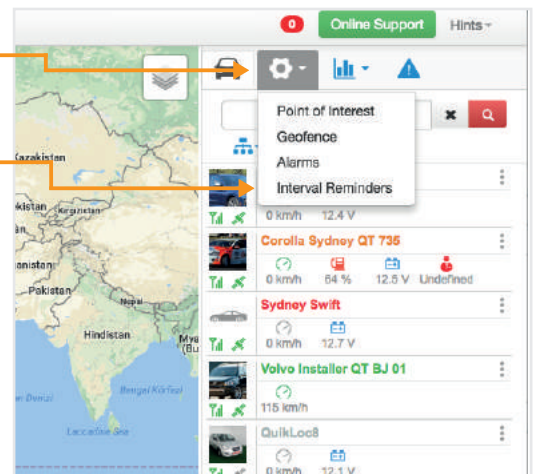 0 Online Support Hints
Point of Interest
Geofence
Alarms
Interval Reminders
0 km/h 12.4 V
Corolla Sydney QT 735
0 km/h 64 % 12.5 V Undefined
Sydney Swift
0 km/h 12.7 V
Volvo Installer QT BJ 01
115 km/h
QuikLoc8
0 km/h 12.1 V
Kırgızistan
Pakistan
Nepal
Hindistan
Bengal Körfezi
Laccadive Sea